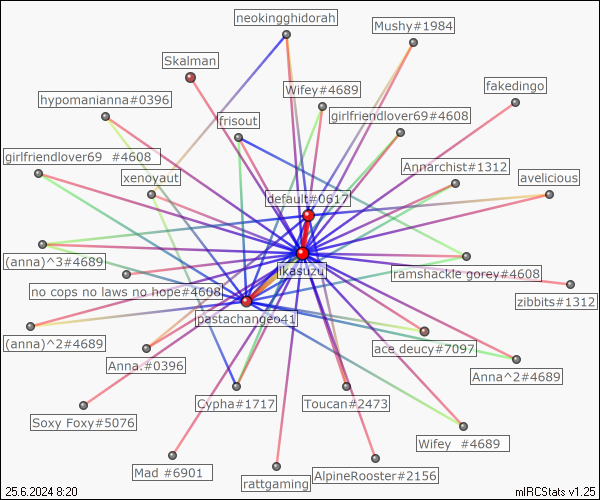 neokingghidorah
Mushy#1984
Skalman
fakedingo
Wifey#4689
hypomanianna#0396
frisout
girlfriendlover69#4608
girlfriendlover69 #4608
Annarchist#1312
xenoyaut
avelicious
default#0617
(anna)^3#4689
ikasuzu
ramshackle gorey#4608
no cops no laws no hope#4608
zibbits#1312
pastachangeo41
(anna)^2#4689
ace deucy#7097
Anna.#0396
Anna^2#4689
Cypha#1717
Toucan#2473
Soxy Foxy#5076
Wifey #4689
Mad #6901
AlpineRooster#2156
rattgaming
25.6.2024 8:20
mIRCStats v1.25